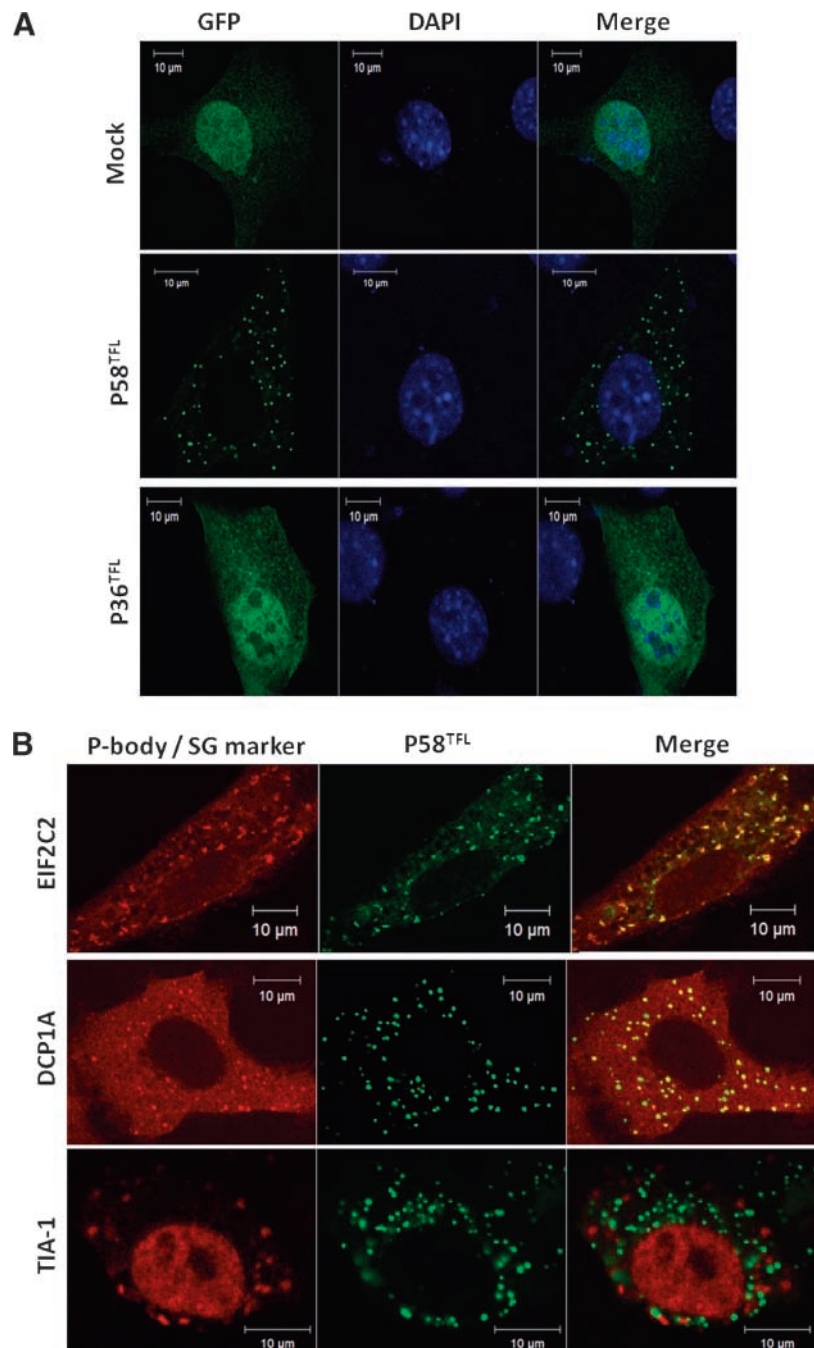 A
GFP DAPI Merge
Mock
10 µm 10 µm 10 µm
P58TFL
10 µm 10 µm 10 µm
P36TFL
10 µm 10 µm 10 µm
B
P-body / SG marker P58TFL Merge
EIF2C2
10 µm 10 µm 10 µm
DCP1A
10 µm 10 µm 10 µm
TIA-1
10 µm 10 µm 10 µm